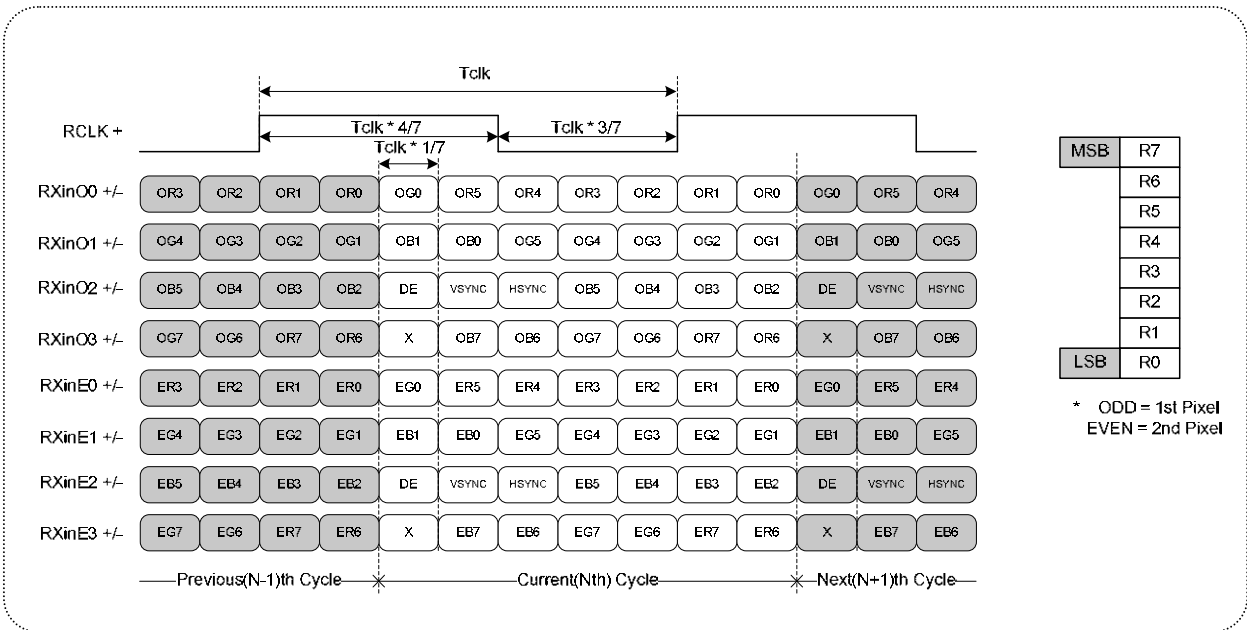 Tclk
RCLK +
Tclk * 4/7
Tclk * 3/7
Tclk * 1/7
RXinO0 +/- OR3 OR2 OR1 OR0 OG0 OR5 OR4 OR3 OR2 OR1 OR0 OG0 OR5 OR4
RXinO1 +/- OG4 OG3 OG2 OG1 OB1 OB0 OG5 OG4 OG3 OG2 OG1 OB1 OB0 OG5
RXinO2 +/- OB5 OB4 OB3 OB2 DE VSYNC HSYNC OB5 OB4 OB3 OB2 DE VSYNC HSYNC
RXinO3 +/- OG7 OG6 OR7 OR6 X OB7 OB6 OG7 OG6 OR7 OR6 X OB7 OB6
RXinE0 +/- ER3 ER2 ER1 ER0 EG0 ER5 ER4 ER3 ER2 ER1 ER0 EG0 ER5 ER4
RXinE1 +/- EG4 EG3 EG2 EG1 EB1 EB0 EG5 EG4 EG3 EG2 EG1 EB1 EB0 EG5
RXinE2 +/- EB5 EB4 EB3 EB2 DE VSYNC HSYNC EB5 EB4 EB3 EB2 DE VSYNC HSYNC
RXinE3 +/- EG7 EG6 ER7 ER6 X EB7 EB6 EG7 EG6 ER7 ER6 X EB7 EB6
Previous(N-1)th Cycle Current(Nth) Cycle Next(N+1)th Cycle
MSB R7
R6
R5
R4
R3
R2
R1
LSB R0
* ODD = 1st Pixel
EVEN = 2nd Pixel